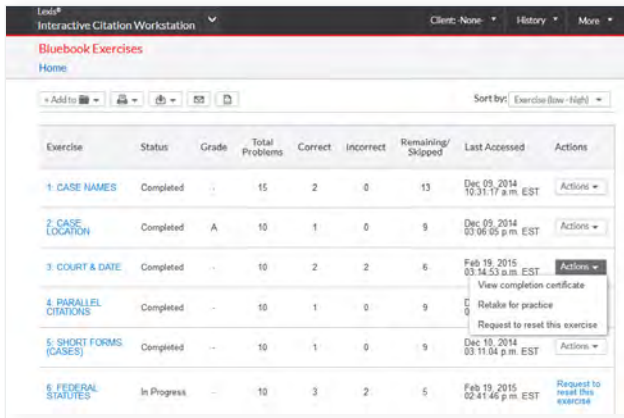 Lexis®
Interactive Citation Workstation
Client: -None-
History
More
Bluebook Exercises
Home
+ Add to
Sort by: Exercise (low - high)
Exercise Status Grade Total Problems Correct Incorrect Remaining/ Skipped Last Accessed Actions
1: CASE NAMES Completed - 15 2 0 13 Dec 09, 2014 10:31:17 a.m. EST Actions
2: CASE LOCATION Completed A 10 1 0 9 Dec 09, 2014 03:06:05 p.m. EST Actions
3: COURT & DATE Completed - 10 2 2 6 Feb 19, 2015 03:14:53 p.m. EST Actions
View completion certificate
Retake for practice
Request to reset this exercise
4: PARALLEL CITATIONS Completed - 10 1 0 9
5: SHORT FORMS (CASES) Completed - 10 1 0 9 Dec 10, 2014 03:11:04 p.m. EST Actions
6: FEDERAL STATUTES In Progress - 10 3 2 5 Feb 19, 2015 02:41:46 p.m. EST Request to reset this exercise